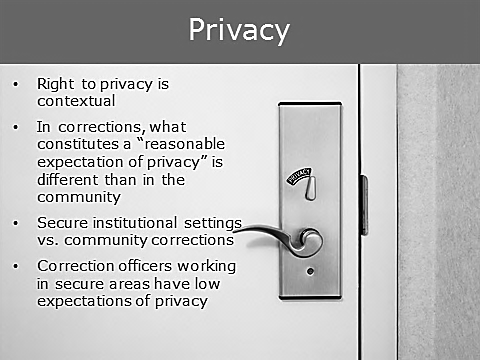 Privacy
• Right to privacy is
contextual
• In corrections, what
constitutes a “reasonable
expectation of privacy” is
different than in the
community
• Secure institutional settings
vs. community corrections
• Correction officers working
in secure areas have low
expectations of privacy
PRIVACY